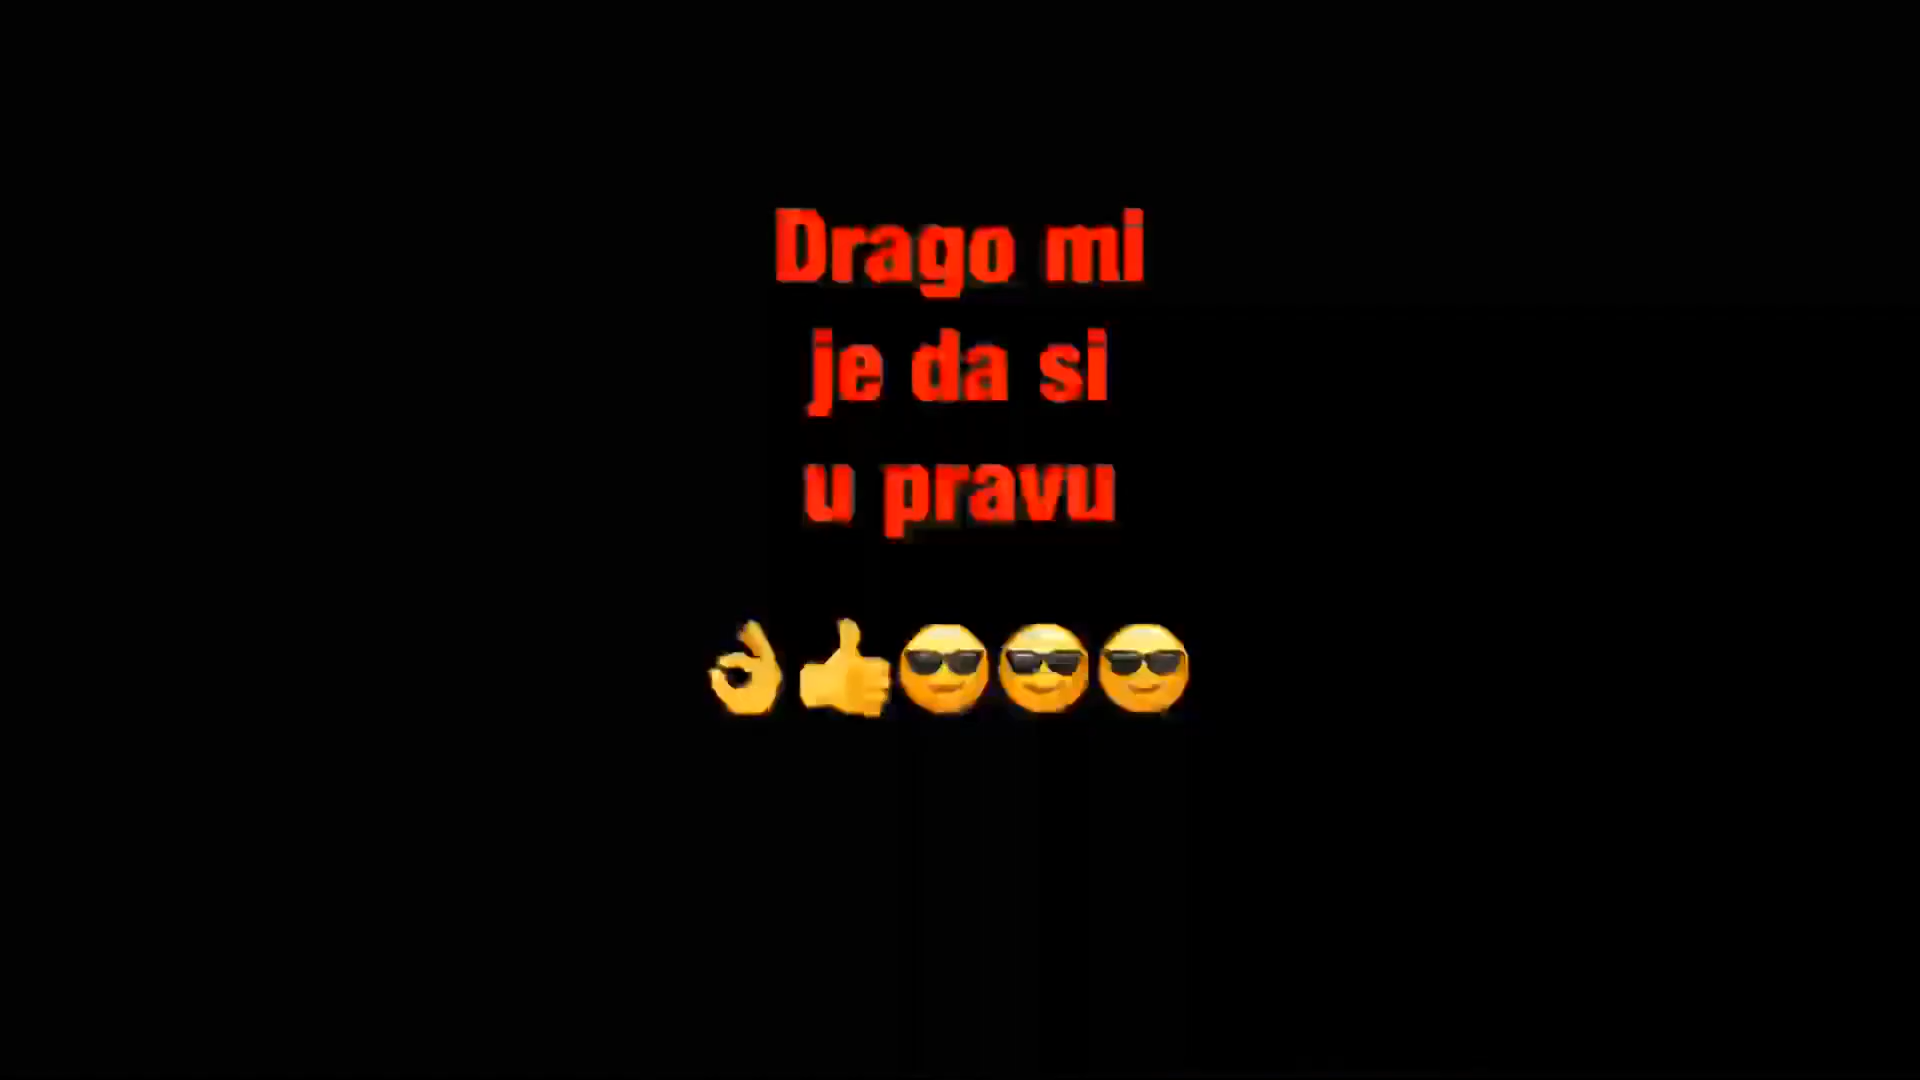 Drago mi
je da si
u pravu
👌👍😎😎😎